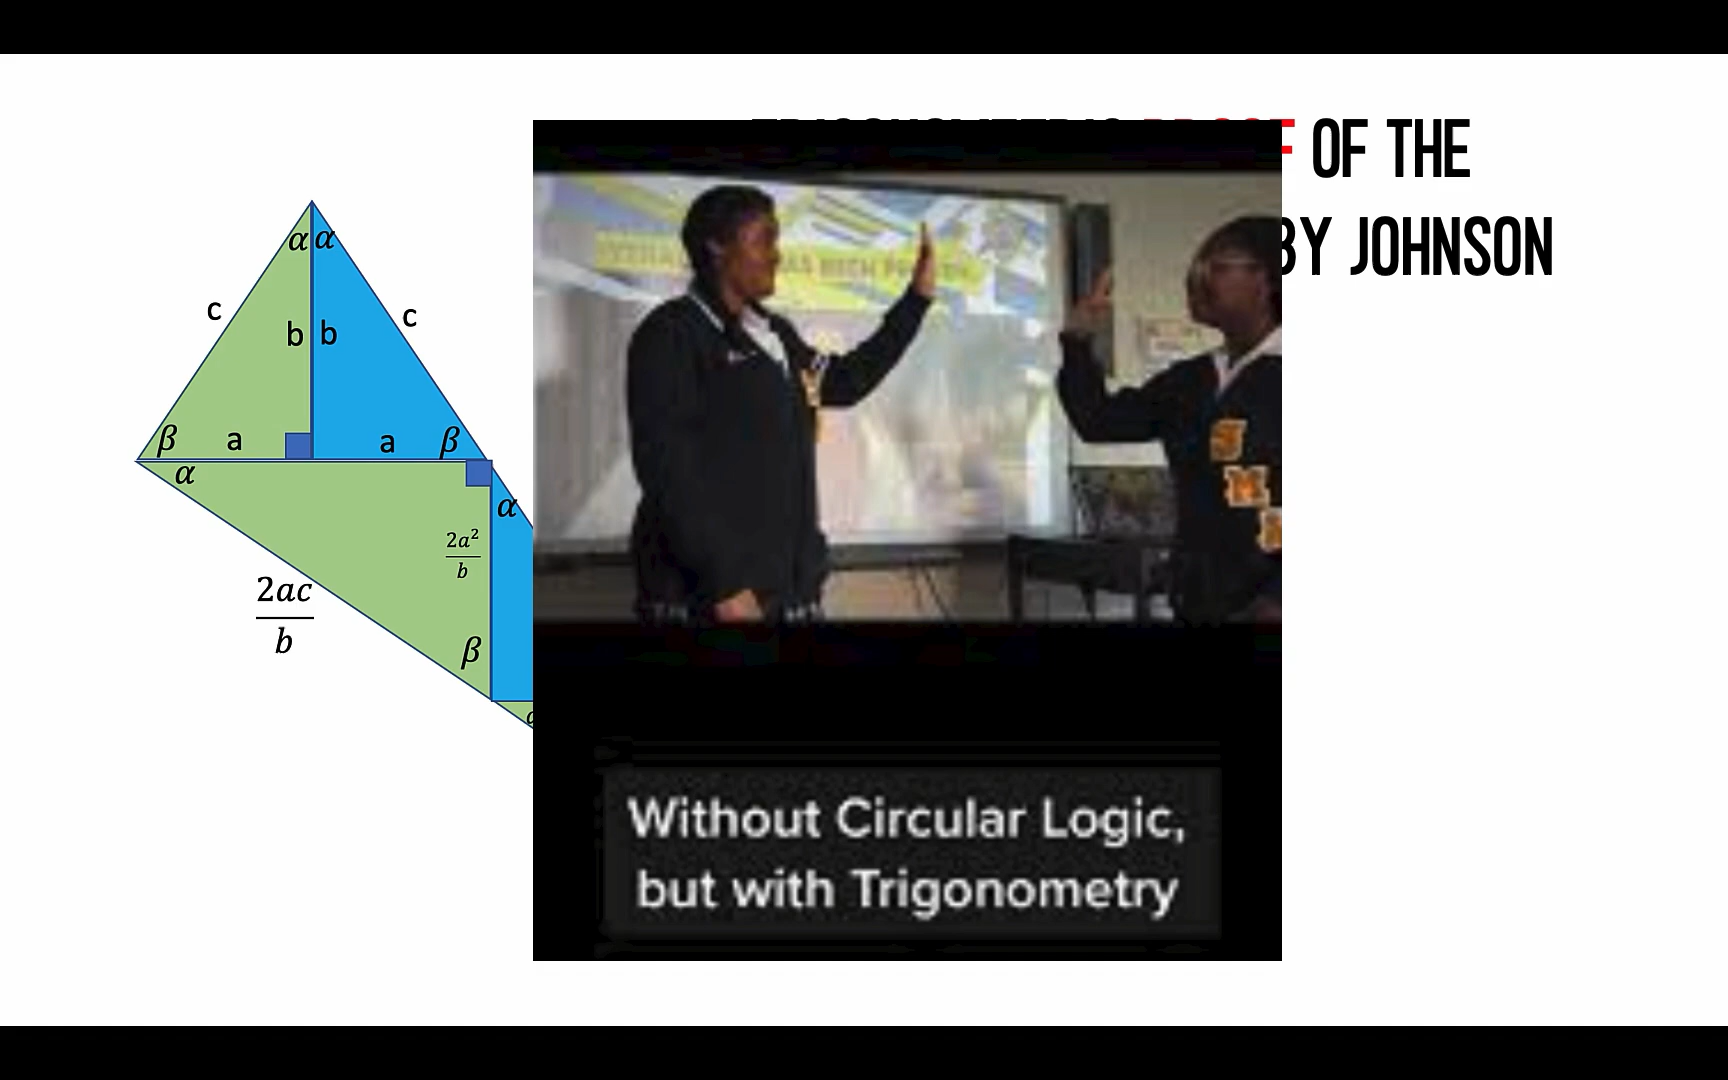 OF THE
BY JOHNSON
α α
c
c
b b
β a a β
α
α
2a²
b
2ac
b
β
Without Circular Logic,
but with Trigonometry